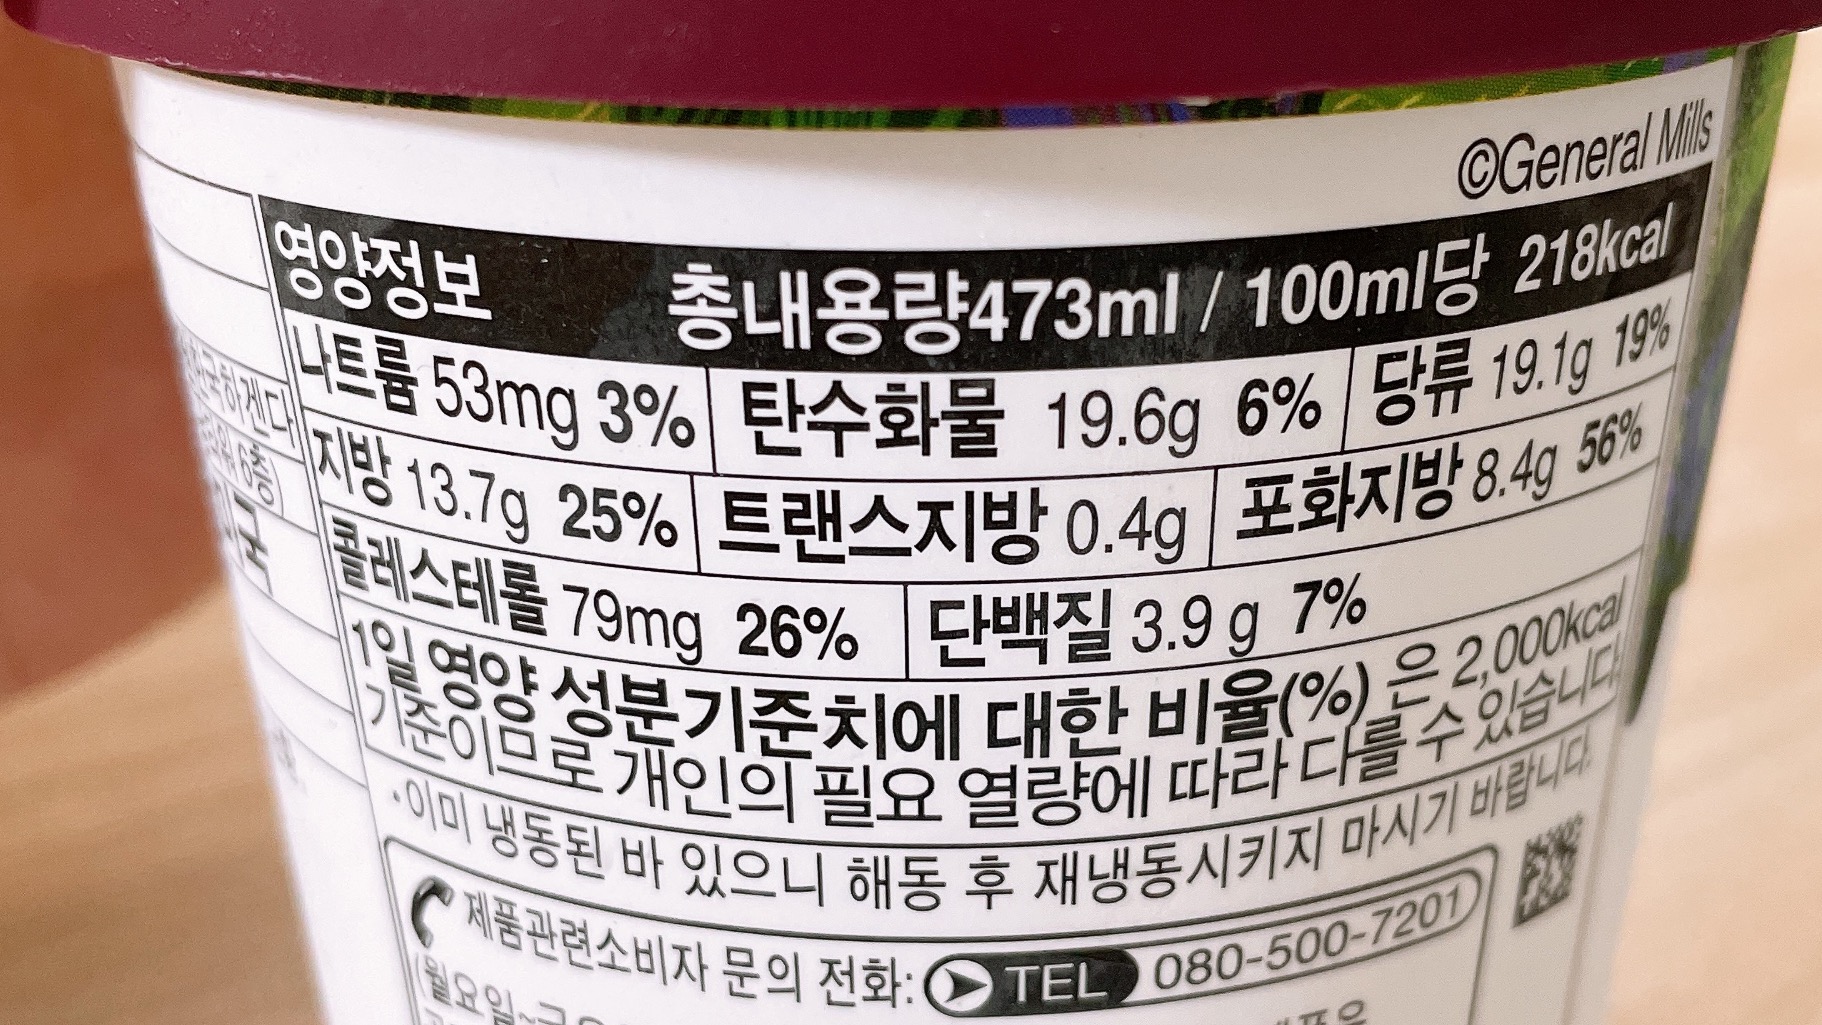 ©General Mills
영양정보 총내용량473ml / 100ml당 218kcal
나트륨 53mg 3% 탄수화물 19.6g 6% 당류 19.1g 19%
지방 13.7g 25% 트랜스지방 0.4g 포화지방 8.4g 56%
콜레스테롤 79mg 26% 단백질 3.9 g 7%
1일 영양 성분기준치에 대한 비율(%) 은 2,000kcal
기준이므로 개인의 필요 열량에 따라 다를 수 있습니다
·이미 냉동된 바 있으니 해동 후 재냉동시키지 마시기 바랍니다.
제품관련소비자 문의 전화: TEL 080-500-7201
6층)